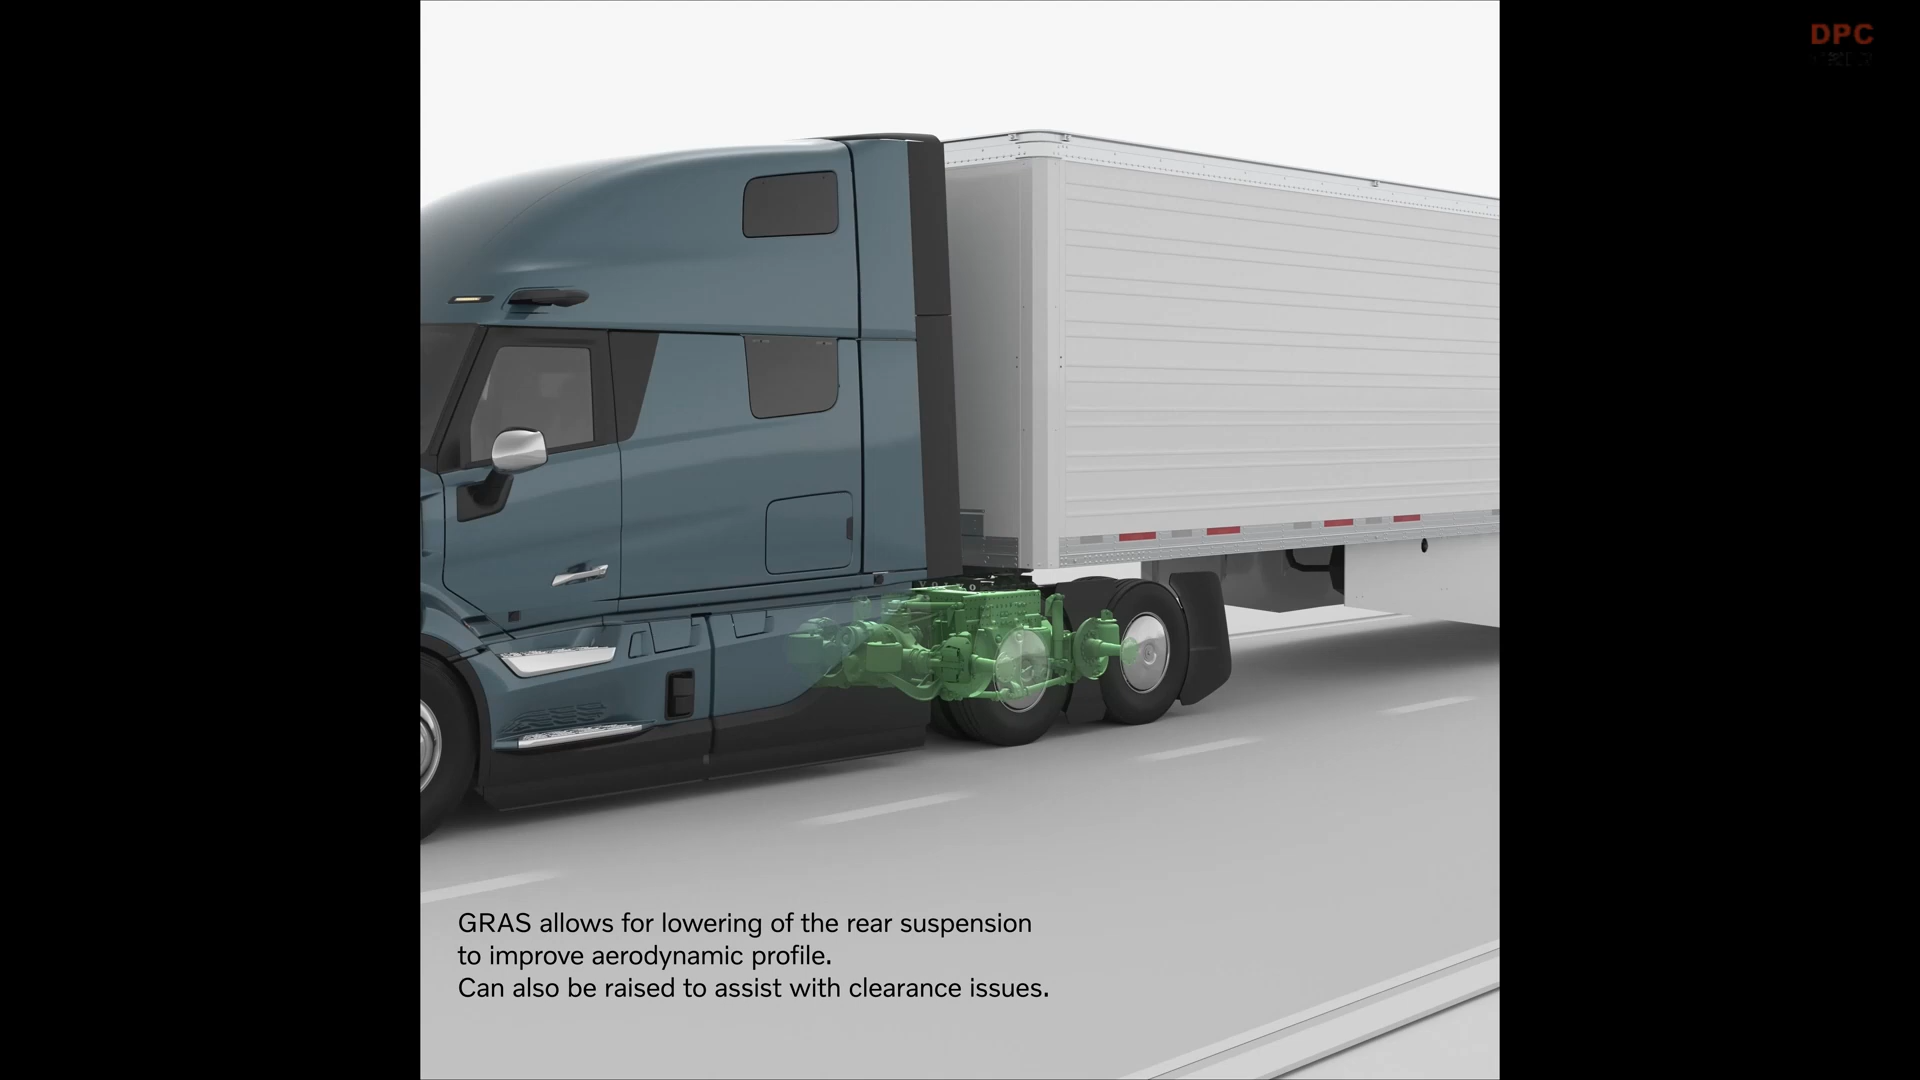 DPC
VOLVO
GRAS allows for lowering of the rear suspension
to improve aerodynamic profile.
Can also be raised to assist with clearance issues.